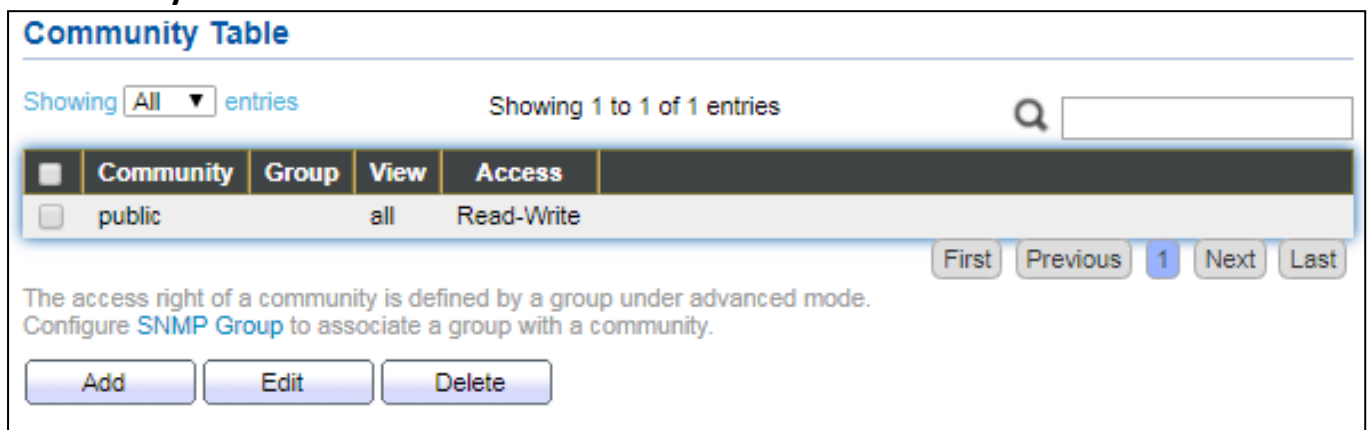 Community Table
Showing All ▼ entries Showing 1 to 1 of 1 entries
Community Group View Access
public all Read-Write
First Previous 1 Next Last
The access right of a community is defined by a group under advanced mode.
Configure SNMP Group to associate a group with a community.
Add Edit Delete